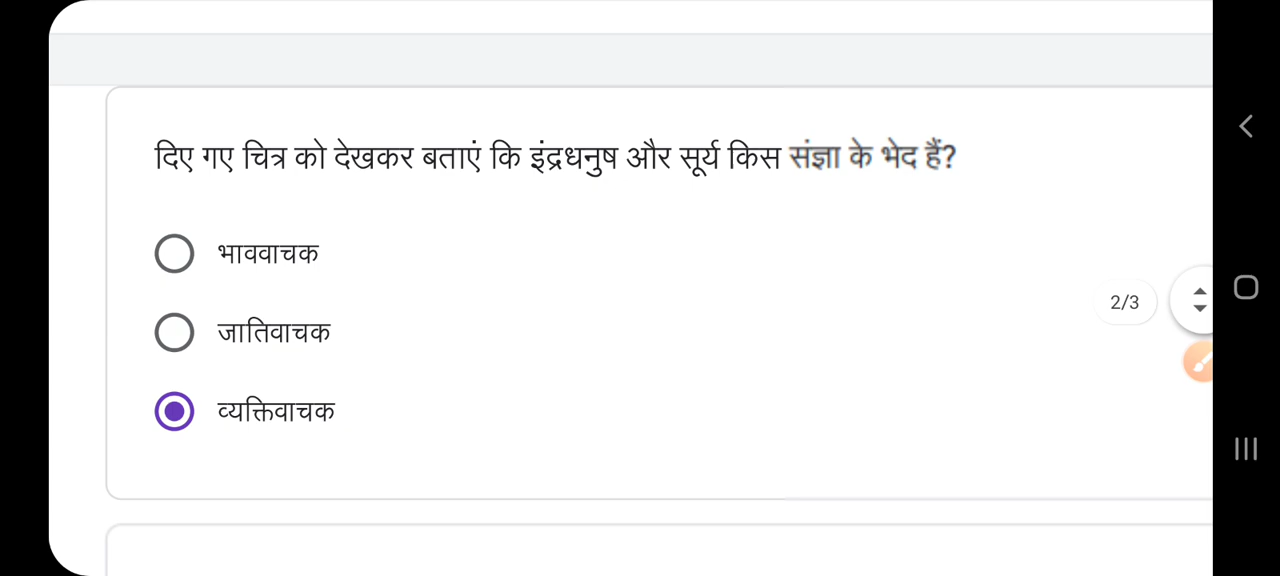 दिए गए चित्र को देखकर बताएं कि इंद्रधनुष और सूर्य किस संज्ञा के भेद हैं?
भाववाचक
जातिवाचक
2/3
व्यक्तिवाचक